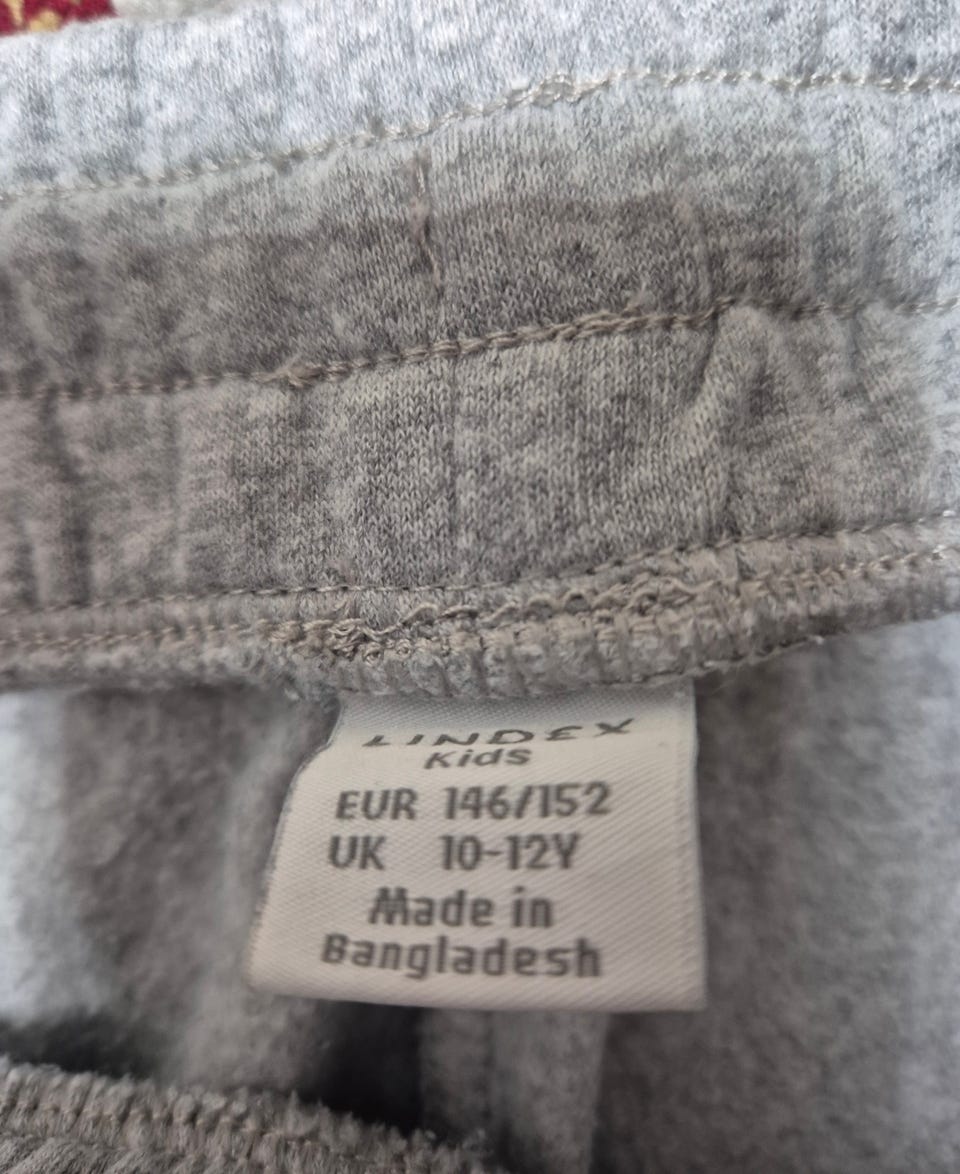 LINDEX
Kids
EUR 146/152
UK 10-12Y
Made in
Bangladesh